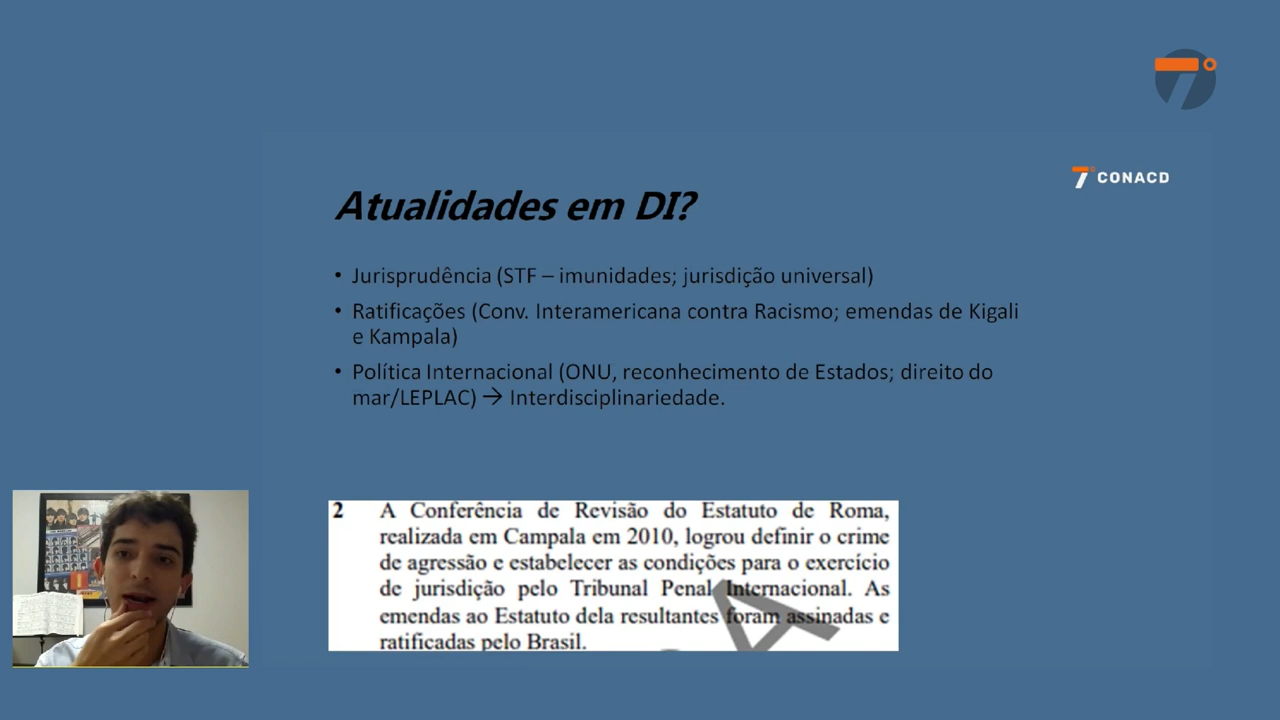 7º CONACD
Atualidades em DI?
• Jurisprudência (STF – imunidades; jurisdição universal)
• Ratificações (Conv. Interamericana contra Racismo; emendas de Kigali
e Kampala)
• Política Internacional (ONU, reconhecimento de Estados; direito do
mar/LEPLAC) → Interdisciplinariedade.
2 A Conferência de Revisão do Estatuto de Roma,
realizada em Campala em 2010, logrou definir o crime
de agressão e estabelecer as condições para o exercício
de jurisdição pelo Tribunal Penal Internacional. As
emendas ao Estatuto dela resultantes foram assinadas e
ratificadas pelo Brasil.